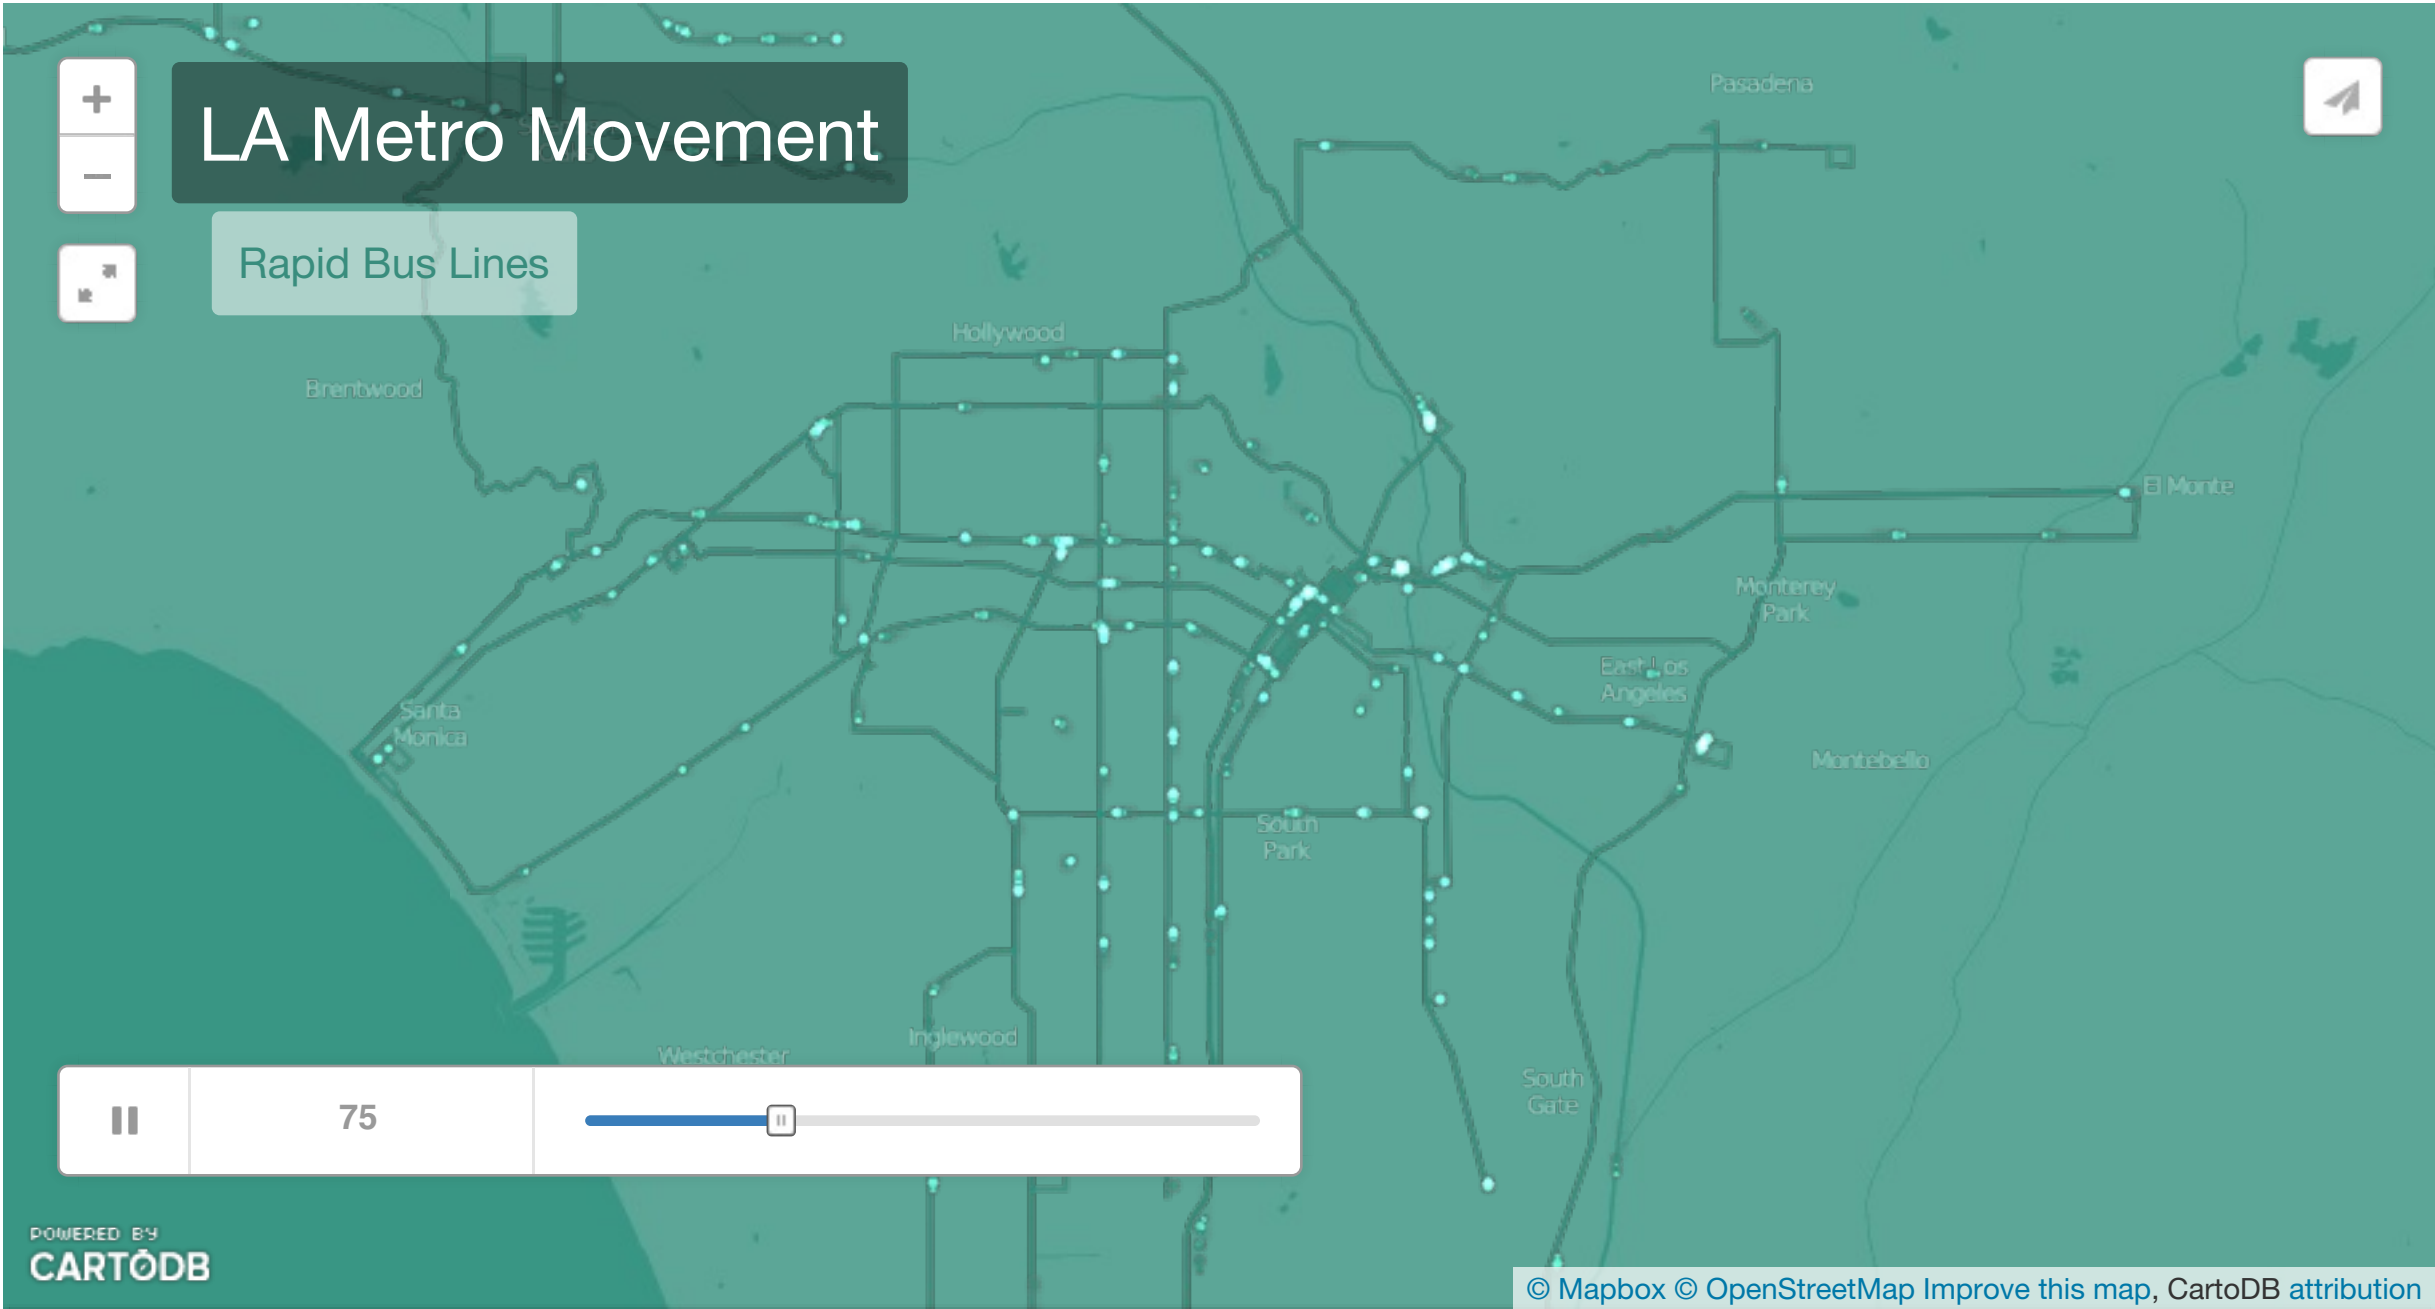 LA Metro Movement
Rapid Bus Lines
Pasadena
Hollywood
Brentwood
El Monte
Monterey
Park
East Los
Angeles
Santa
Monica
Montebello
South
Park
Inglewood
Westchester
South
Gate
75
POWERED BY
CARTODB
© Mapbox © OpenStreetMap Improve this map, CartoDB attribution